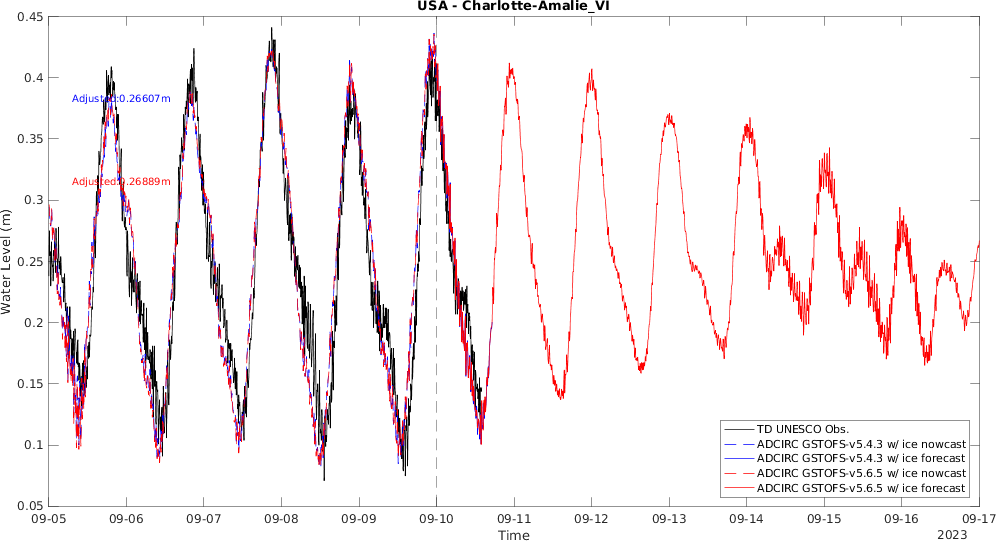 USA - Charlotte-Amalie_VI
0.45
0.4
Adjusted:0.26607m
0.35
Adjusted:0.26889m
0.3
0.25
0.2
0.15
0.1
0.05
Water Level (m)
TD UNESCO Obs.
ADCIRC GSTOFS-v5.4.3 w/ ice nowcast
ADCIRC GSTOFS-v5.4.3 w/ ice forecast
ADCIRC GSTOFS-v5.6.5 w/ ice nowcast
ADCIRC GSTOFS-v5.6.5 w/ ice forecast
09-05 09-06 09-07 09-08 09-09 09-10 09-11 09-12 09-13 09-14 09-15 09-16 09-17
Time
2023